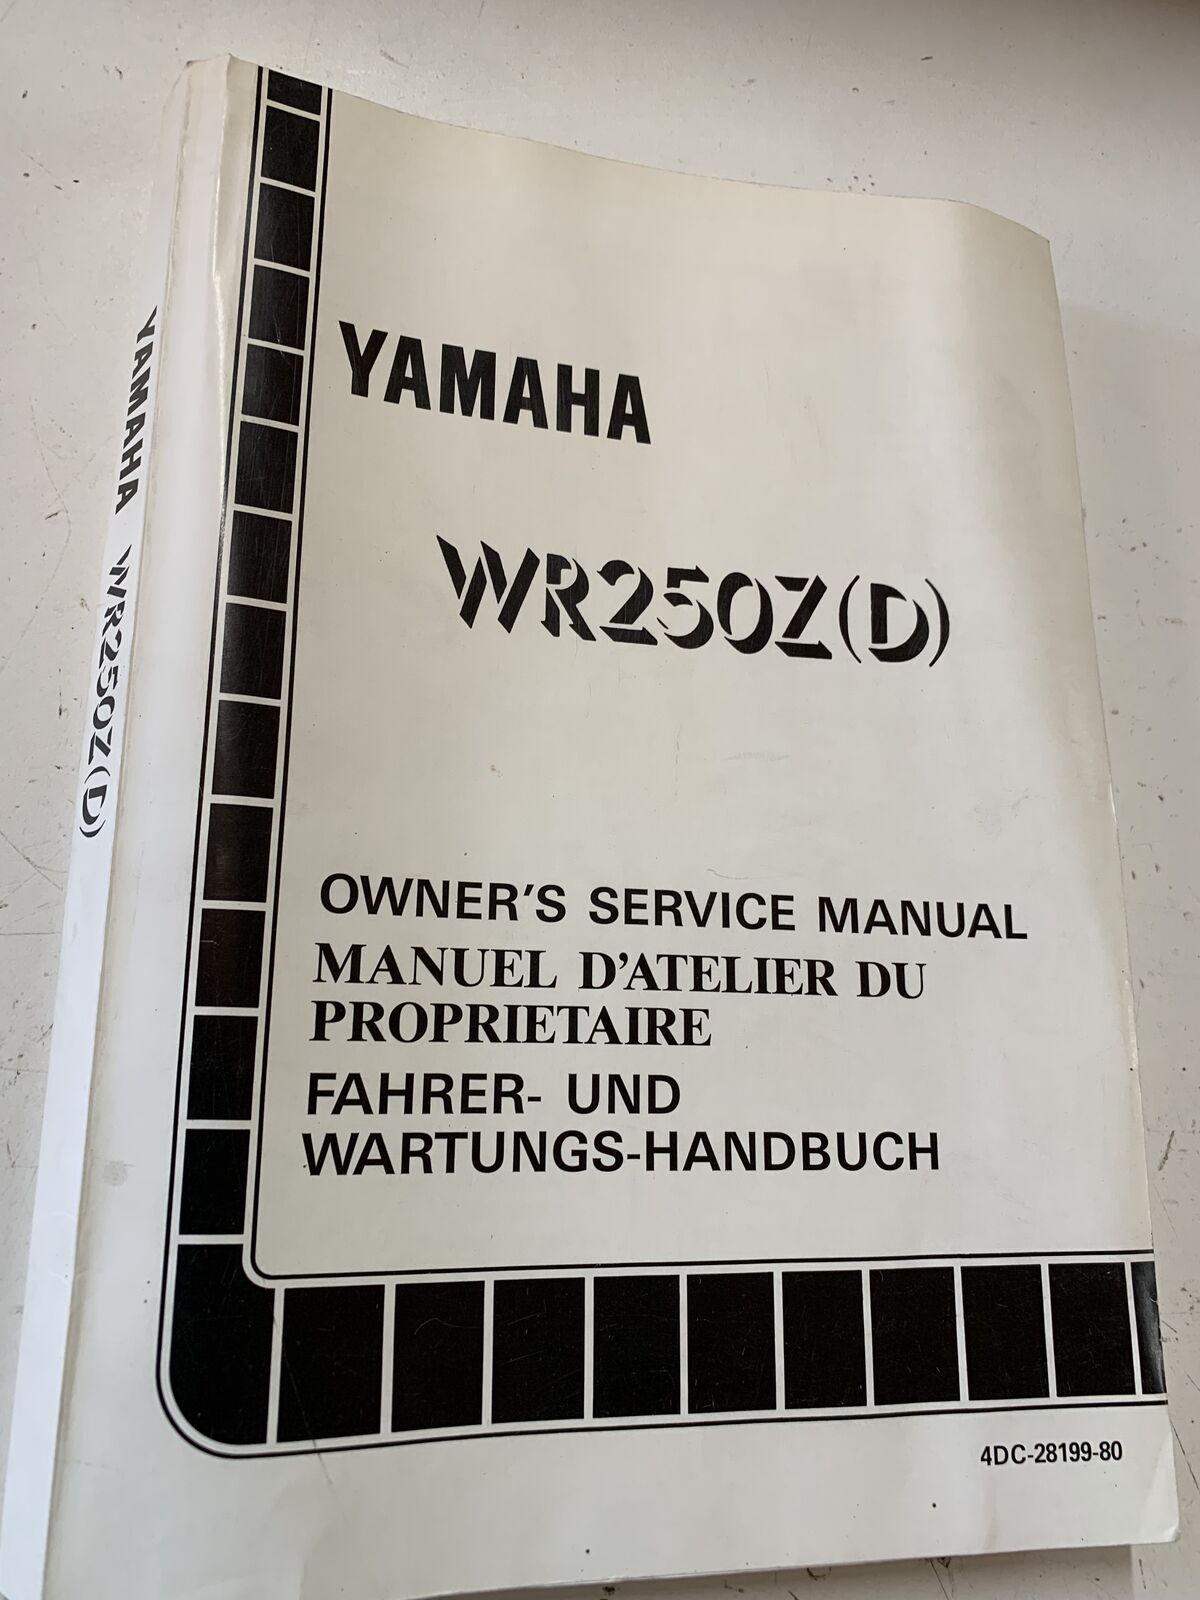 YAMAHA
WR250Z(D)
OWNER'S SERVICE MANUAL
MANUEL D'ATELIER DU
PROPRIETAIRE
FAHRER- UND
WARTUNGS-HANDBUCH
4DC-28199-80
YAMAHA WR250Z(D)